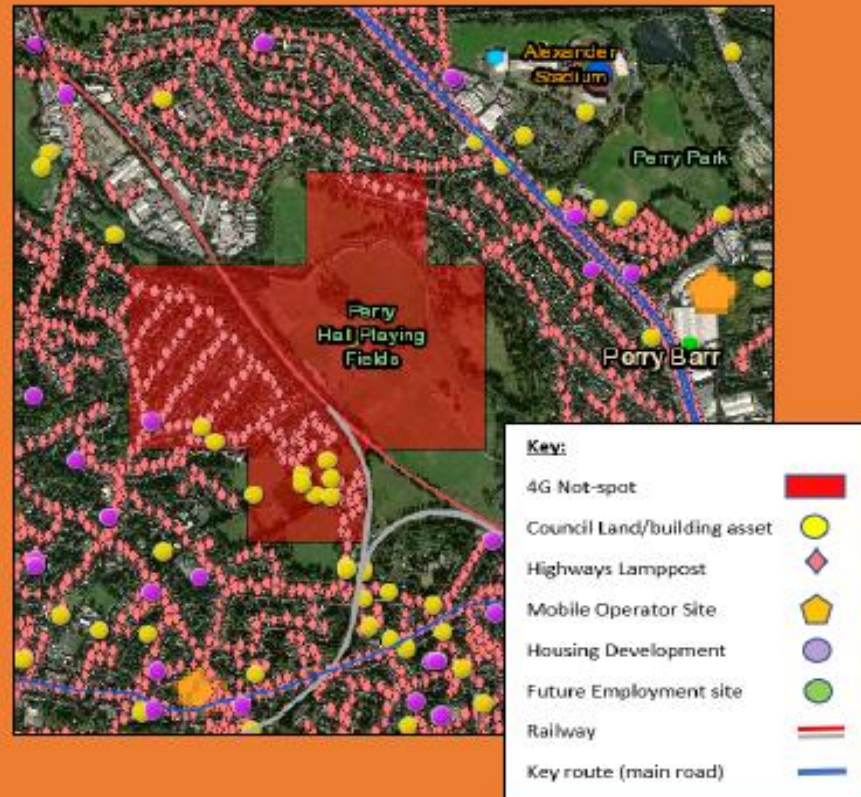 Alexander
Stadium
Perry Park
Perry
Hall Playing
Fields
Perry Barr
Key:
4G Not-spot
Council Land/building asset
Highways Lamppost
Mobile Operator Site
Housing Development
Future Employment site
Railway
Key route (main road)